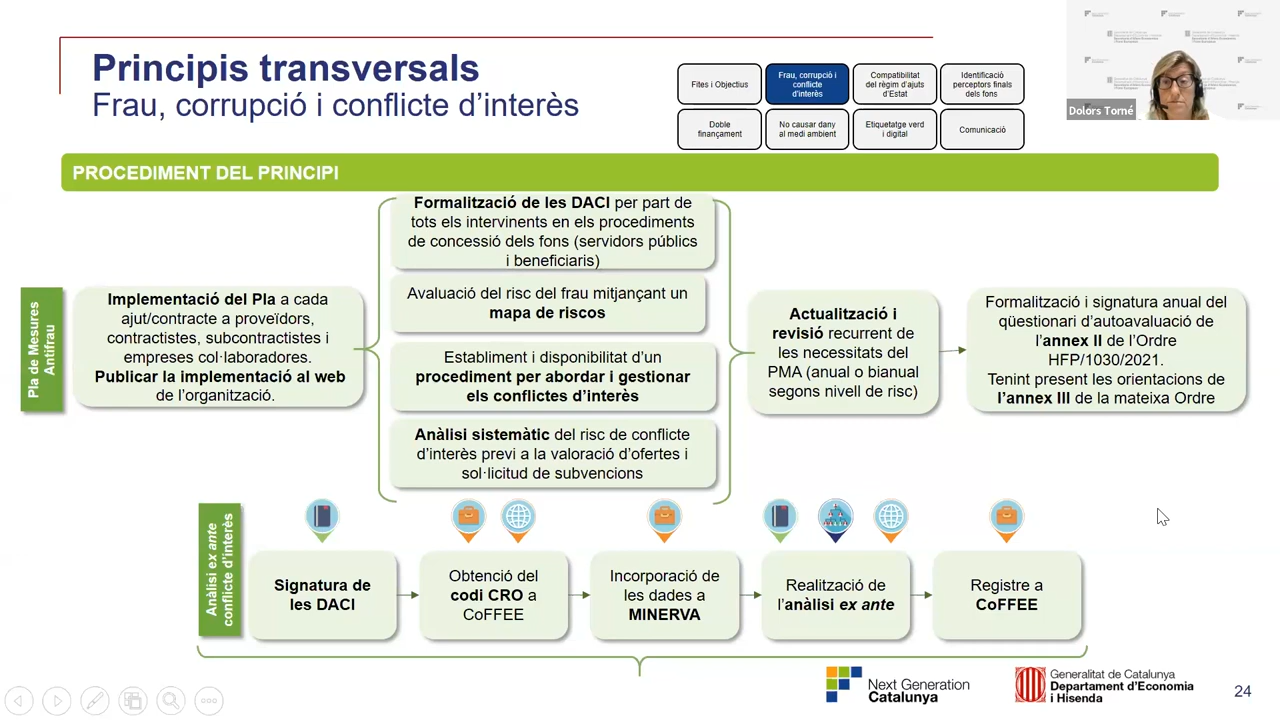 Principis transversals
Frau, corrupció i conflicte d'interès
Fites i Objectius
Frau, corrupció i
conflicte
d'interès
Compatibilitat
del règim d'ajuts
d'Estat
Identificació
perceptors finals
dels fons
Doble
finançament
No causar dany
al medi ambient
Etiquetatge verd
i digital
Comunicació
Dolors Torné
PROCEDIMENT DEL PRINCIPI
Pla de Mesures
Antifrau
Implementació del Pla a cada
ajut/contracte a proveïdors,
contractistes, subcontractistes i
empreses col·laboradores.
Publicar la implementació al web
de l'organització.
Formalització de les DACI per part de
tots els intervinents en els procediments
de concessió dels fons (servidors públics
i beneficiaris)
Avaluació del risc del frau mitjançant un
mapa de riscos
Establiment i disponibilitat d'un
procediment per abordar i gestionar
els conflictes d'interès
Anàlisi sistemàtic del risc de conflicte
d'interès previ a la valoració d'ofertes i
sol·licitud de subvencions
Actualització i
revisió recurrent de
les necessitats del
PMA (anual o bianual
segons nivell de risc)
Formalització i signatura anual del
qüestionari d'autoavaluació de
l'annex II de l'Ordre
HFP/1030/2021.
Tenint present les orientacions de
l'annex III de la mateixa Ordre
Anàlisi ex ante
conflicte d'interès
Signatura de
les DACI
Obtenció del
codi CRO a
CoFFEE
Incorporació de
les dades a
MINERVA
Realització de
l'anàlisi ex ante
Registre a
CoFFEE
Next Generation
Catalunya
Generalitat de Catalunya
Departament d'Economia
i Hisenda
24